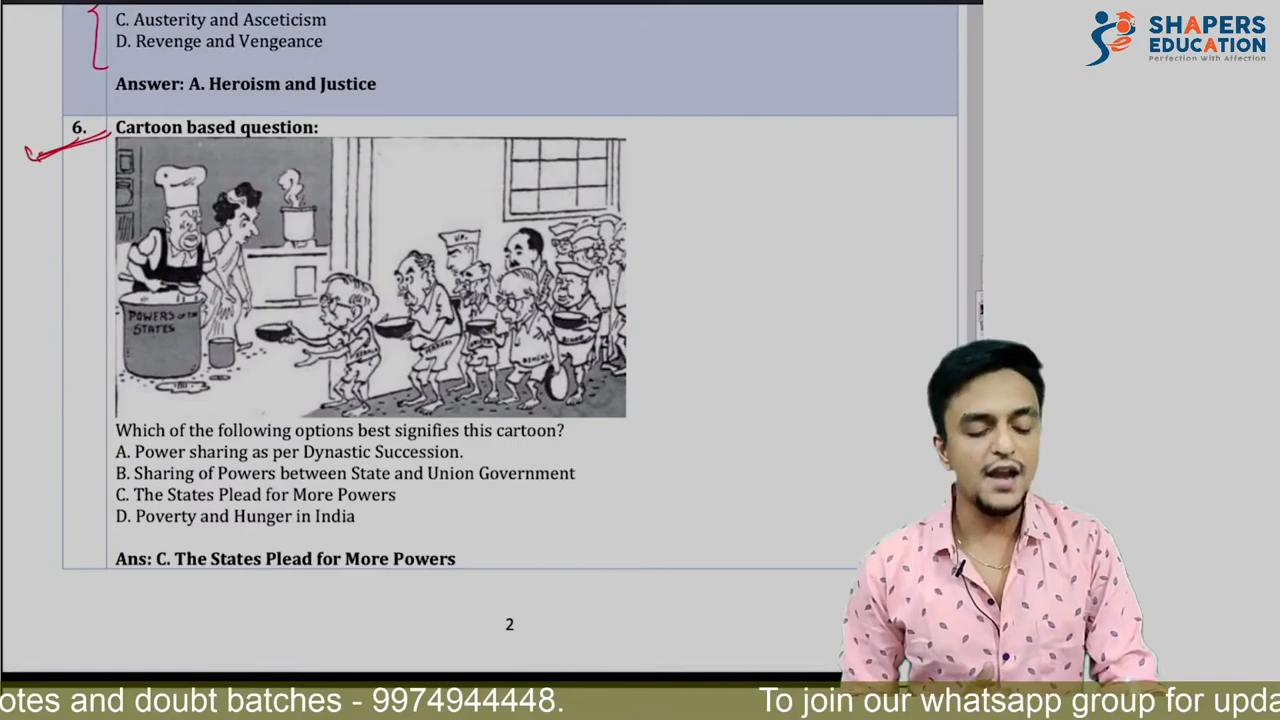 C. Austerity and Asceticism
D. Revenge and Vengeance
Answer: A. Heroism and Justice
6. Cartoon based question:
POWERS OF THE
STATES
U.P.
KERALA
BENGAL
Which of the following options best signifies this cartoon?
A. Power sharing as per Dynastic Succession.
B. Sharing of Powers between State and Union Government
C. The States Plead for More Powers
D. Poverty and Hunger in India
Ans: C. The States Plead for More Powers
2
SHAPERS
EDUCATION
Perfection With Affection
otes and doubt batches - 9974944448. To join our whatsapp group for upda